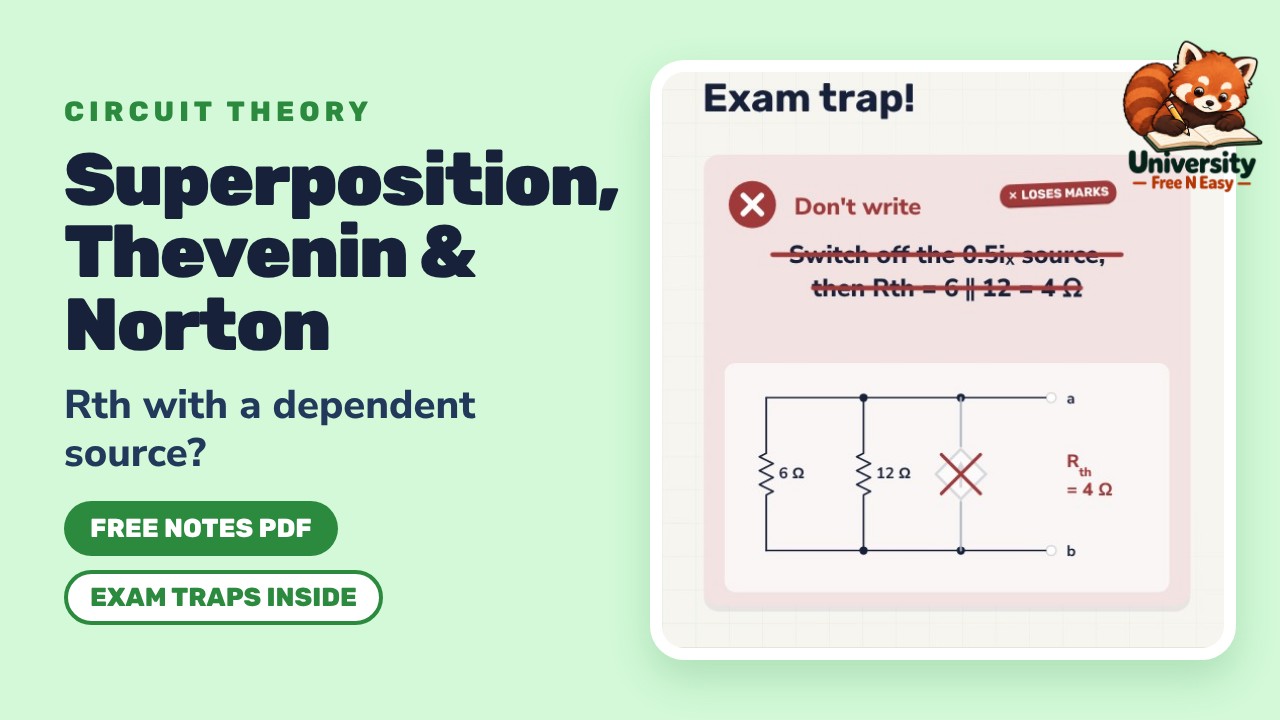 CIRCUIT THEORY
Superposition,
Thevenin &
Norton
Rth with a dependent
source?
FREE NOTES PDF
EXAM TRAPS INSIDE
Exam trap!
Don't write
× LOSES MARKS
Switch off the 0.5iₓ source,
then Rth = 6 || 12 = 4 Ω
6 Ω
12 Ω
a
R_th
= 4 Ω
b
University
Free N Easy